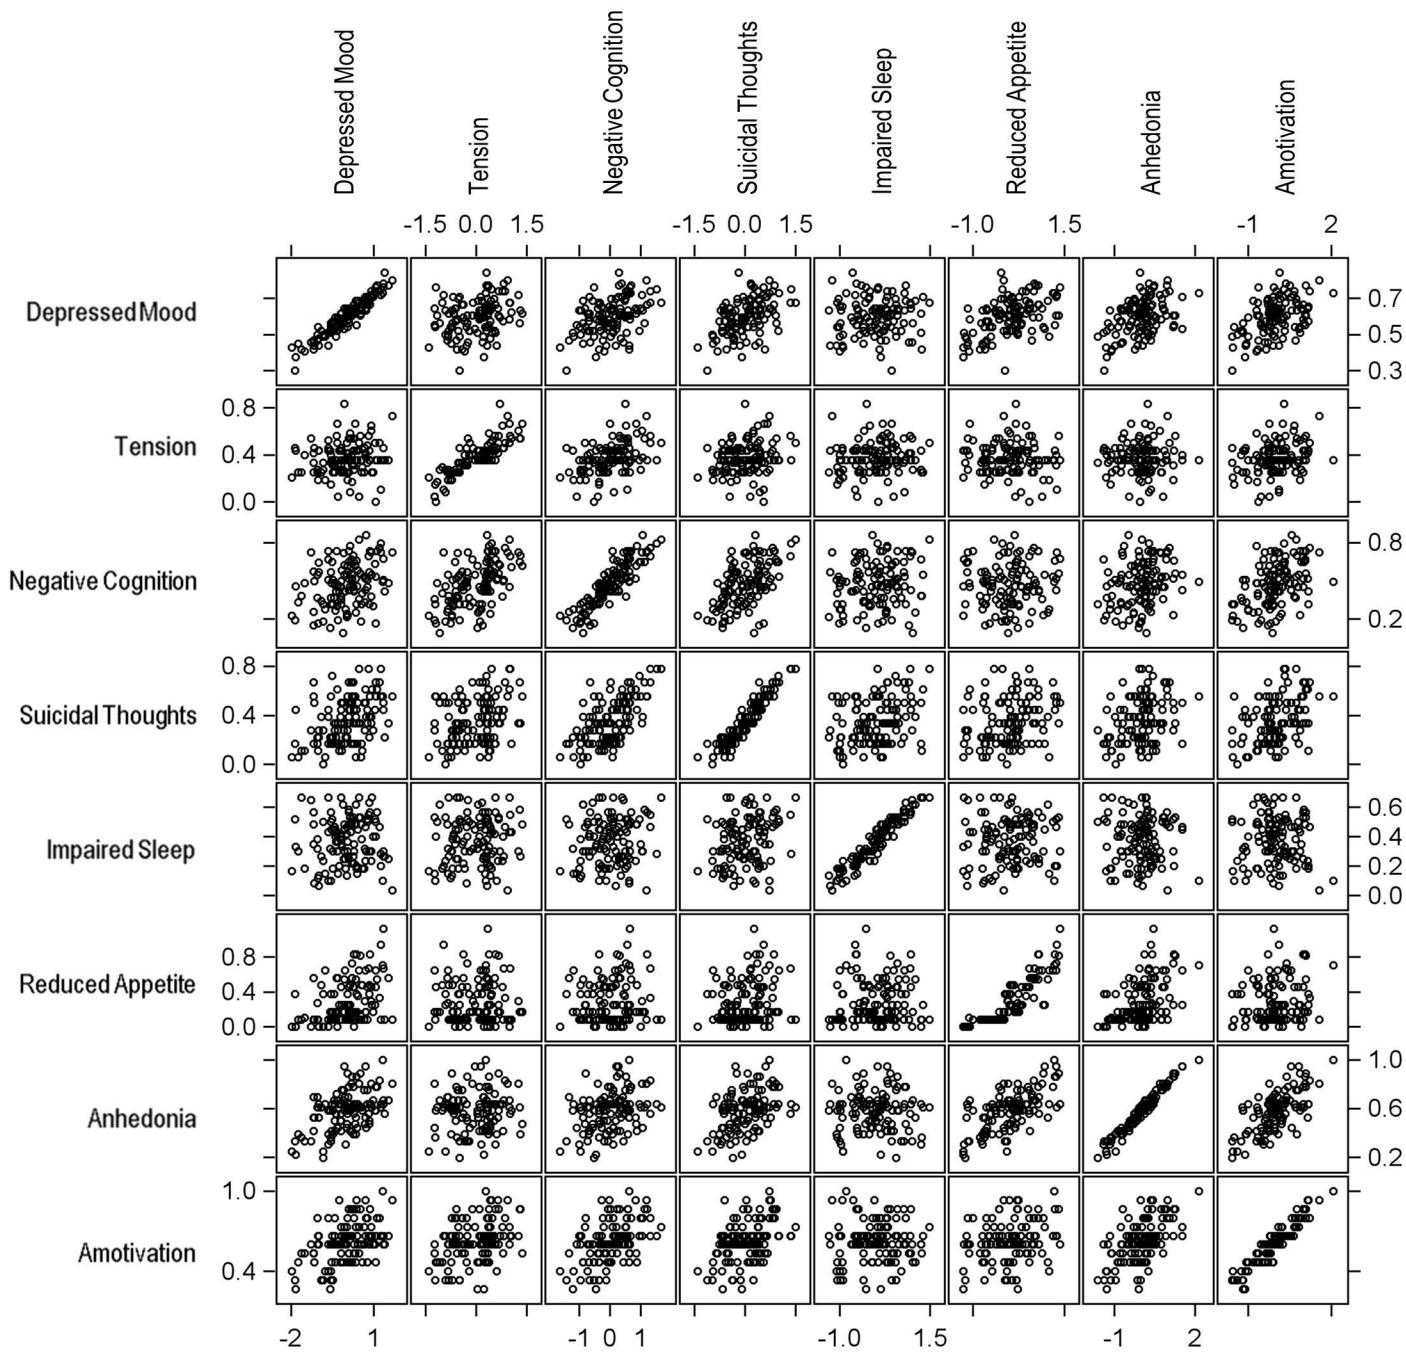 Depressed Mood
Tension
Negative Cognition
Suicidal Thoughts
Impaired Sleep
Reduced Appetite
Anhedonia
Amotivation
-1.5 0.0 1.5
-1.5 0.0 1.5
-1.0 1.5
-1 2
Depressed Mood
0.7
0.5
0.3
0.8
Tension
0.4
0.0
Negative Cognition
0.8
0.2
0.8
Suicidal Thoughts
0.4
0.0
Impaired Sleep
0.6
0.4
0.2
0.0
0.8
Reduced Appetite
0.4
0.0
Anhedonia
1.0
0.6
0.2
1.0
Amotivation
0.4
-2 1
-1 0 1
-1.0 1.5
-1 2